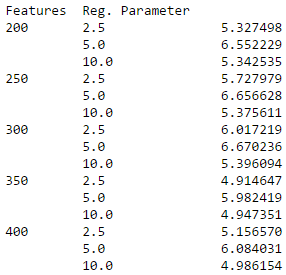 Features  Reg. Parameter
200       2.5               5.327498
          5.0               6.552229
          10.0              5.342535
250       2.5               5.727979
          5.0               6.656628
          10.0              5.375611
300       2.5               6.017219
          5.0               6.670236
          10.0              5.396094
350       2.5               4.914647
          5.0               5.982419
          10.0              4.947351
400       2.5               5.156570
          5.0               6.084031
          10.0              4.986154